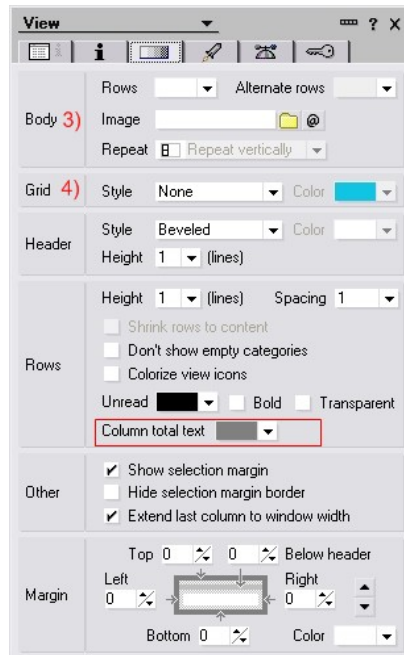 View ? X
i i
Rows Alternate rows
Body 3) Image @
Repeat Repeat vertically
Grid 4) Style None Color
Header Style Beveled Color
Height 1 (lines)
Height 1 (lines) Spacing 1
Shrink rows to content
Don't show empty categories
Rows Colorize view icons
Unread Bold Transparent
Column total text
Show selection margin
Other Hide selection margin border
Extend last column to window width
Top 0 0 Below header
Left Right
Margin 0 0
Bottom 0 Color